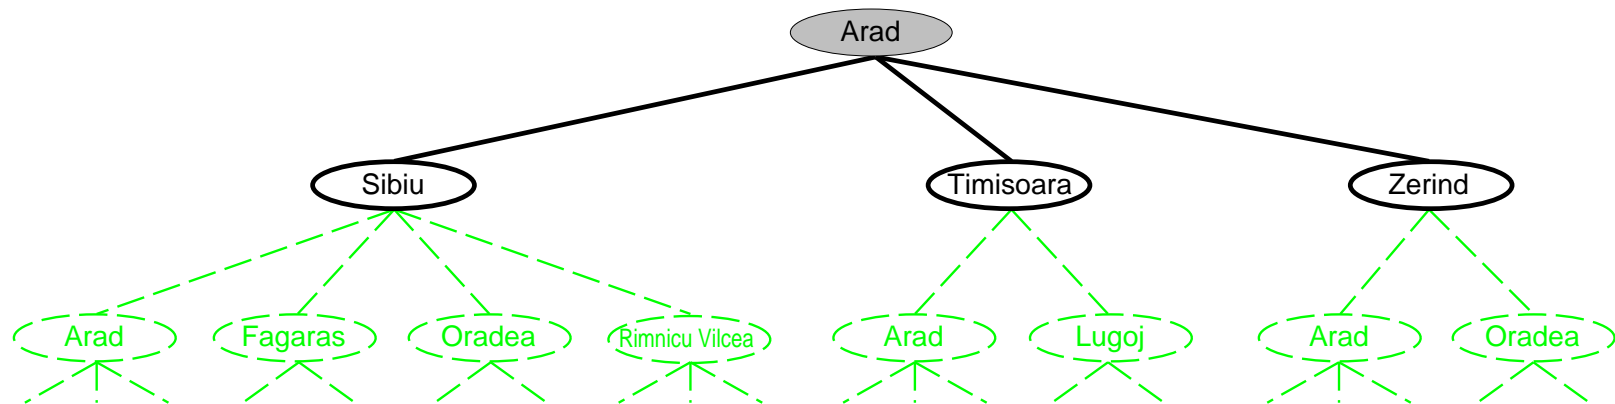 Arad
Sibiu
Timisoara
Zerind
Arad
Fagaras
Oradea
Rimnicu Vilcea
Arad
Lugoj
Arad
Oradea